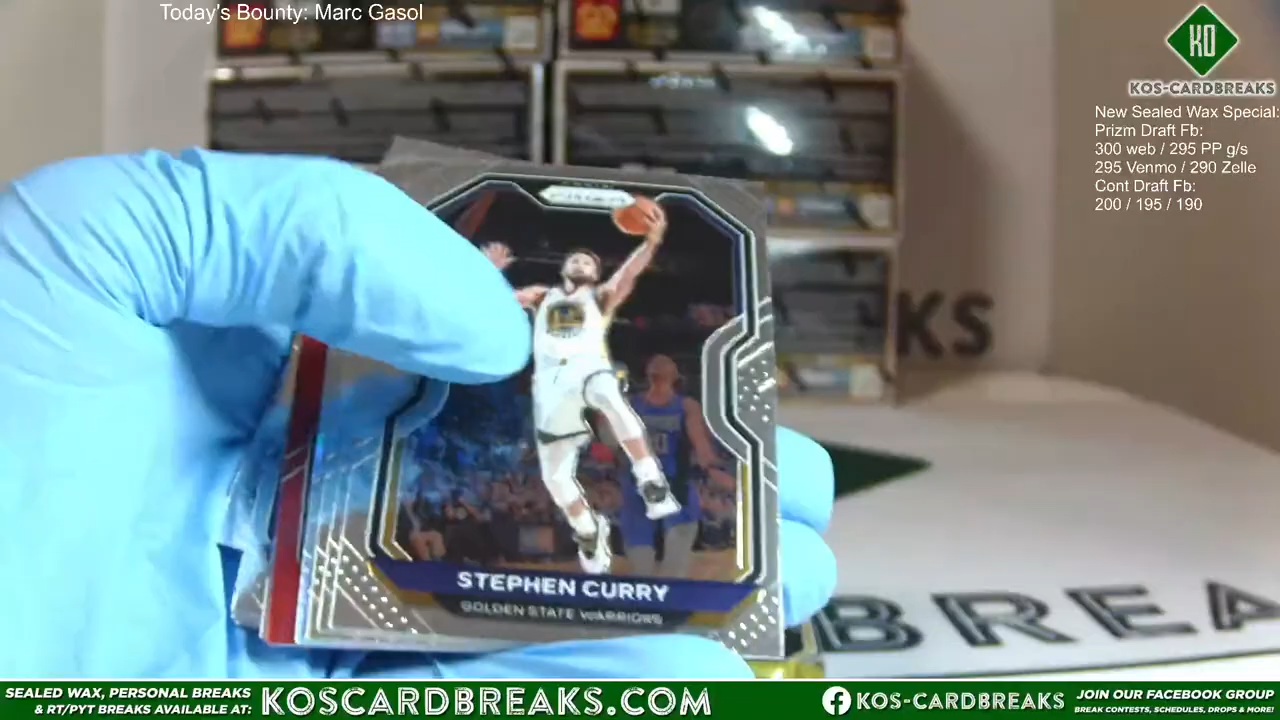 Today's Bounty: Marc Gasol
KO
KOS-CARDBREAKS
New Sealed Wax Special:
Prizm Draft Fb:
300 web / 295 PP g/s
295 Venmo / 290 Zelle
Cont Draft Fb:
200 / 195 / 190
PRIZM
KS
STEPHEN CURRY
GOLDEN STATE WARRIORS
BREA
SEALED WAX, PERSONAL BREAKS
& RT/PYT BREAKS AVAILABLE AT:
KOSCARDBREAKS.COM
KOS-CARDBREAKS
JOIN OUR FACEBOOK GROUP
BREAK CONTESTS, SCHEDULES, DROPS & MORE!